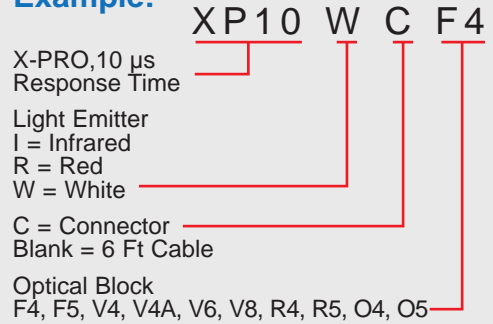 Example:
XP10 W C F4
X-PRO,10 µs
Response Time
Light Emitter
I = Infrared
R = Red
W = White
C = Connector
Blank = 6 Ft Cable
Optical Block
F4, F5, V4, V4A, V6, V8, R4, R5, O4, O5